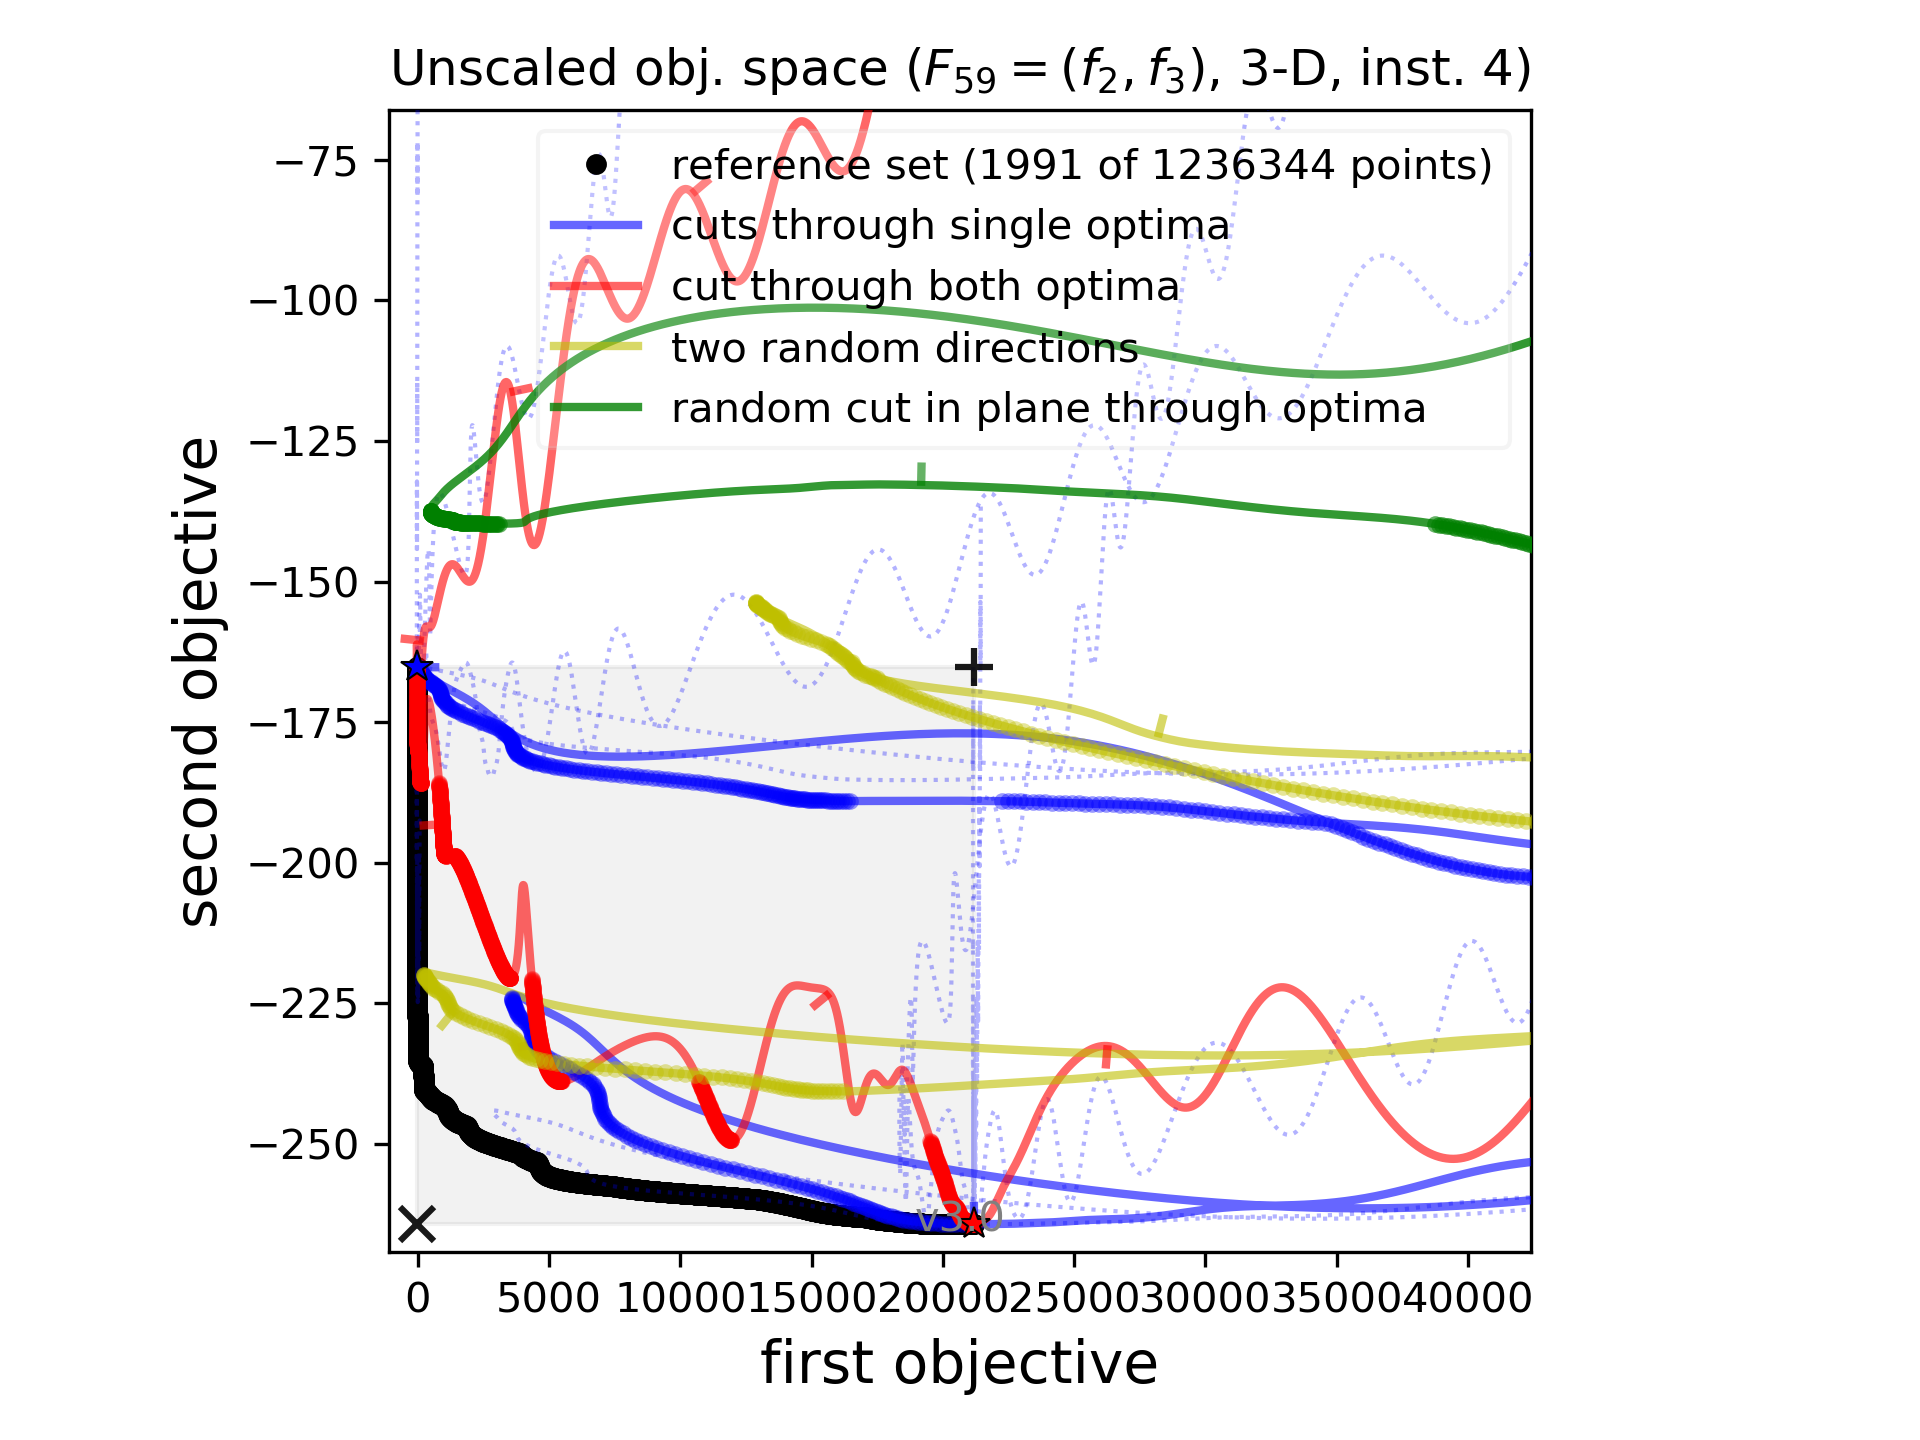 Unscaled obj. space (F59 = (f2, f3), 3-D, inst. 4)
reference set (1991 of 1236344 points)
cuts through single optima
cut through both optima
two random directions
random cut in plane through optima
second objective
−75
−100
−125
−150
−175
−200
−225
−250
v3.0
0 5000 10000 15000 20000 25000 30000 35000 40000
first objective